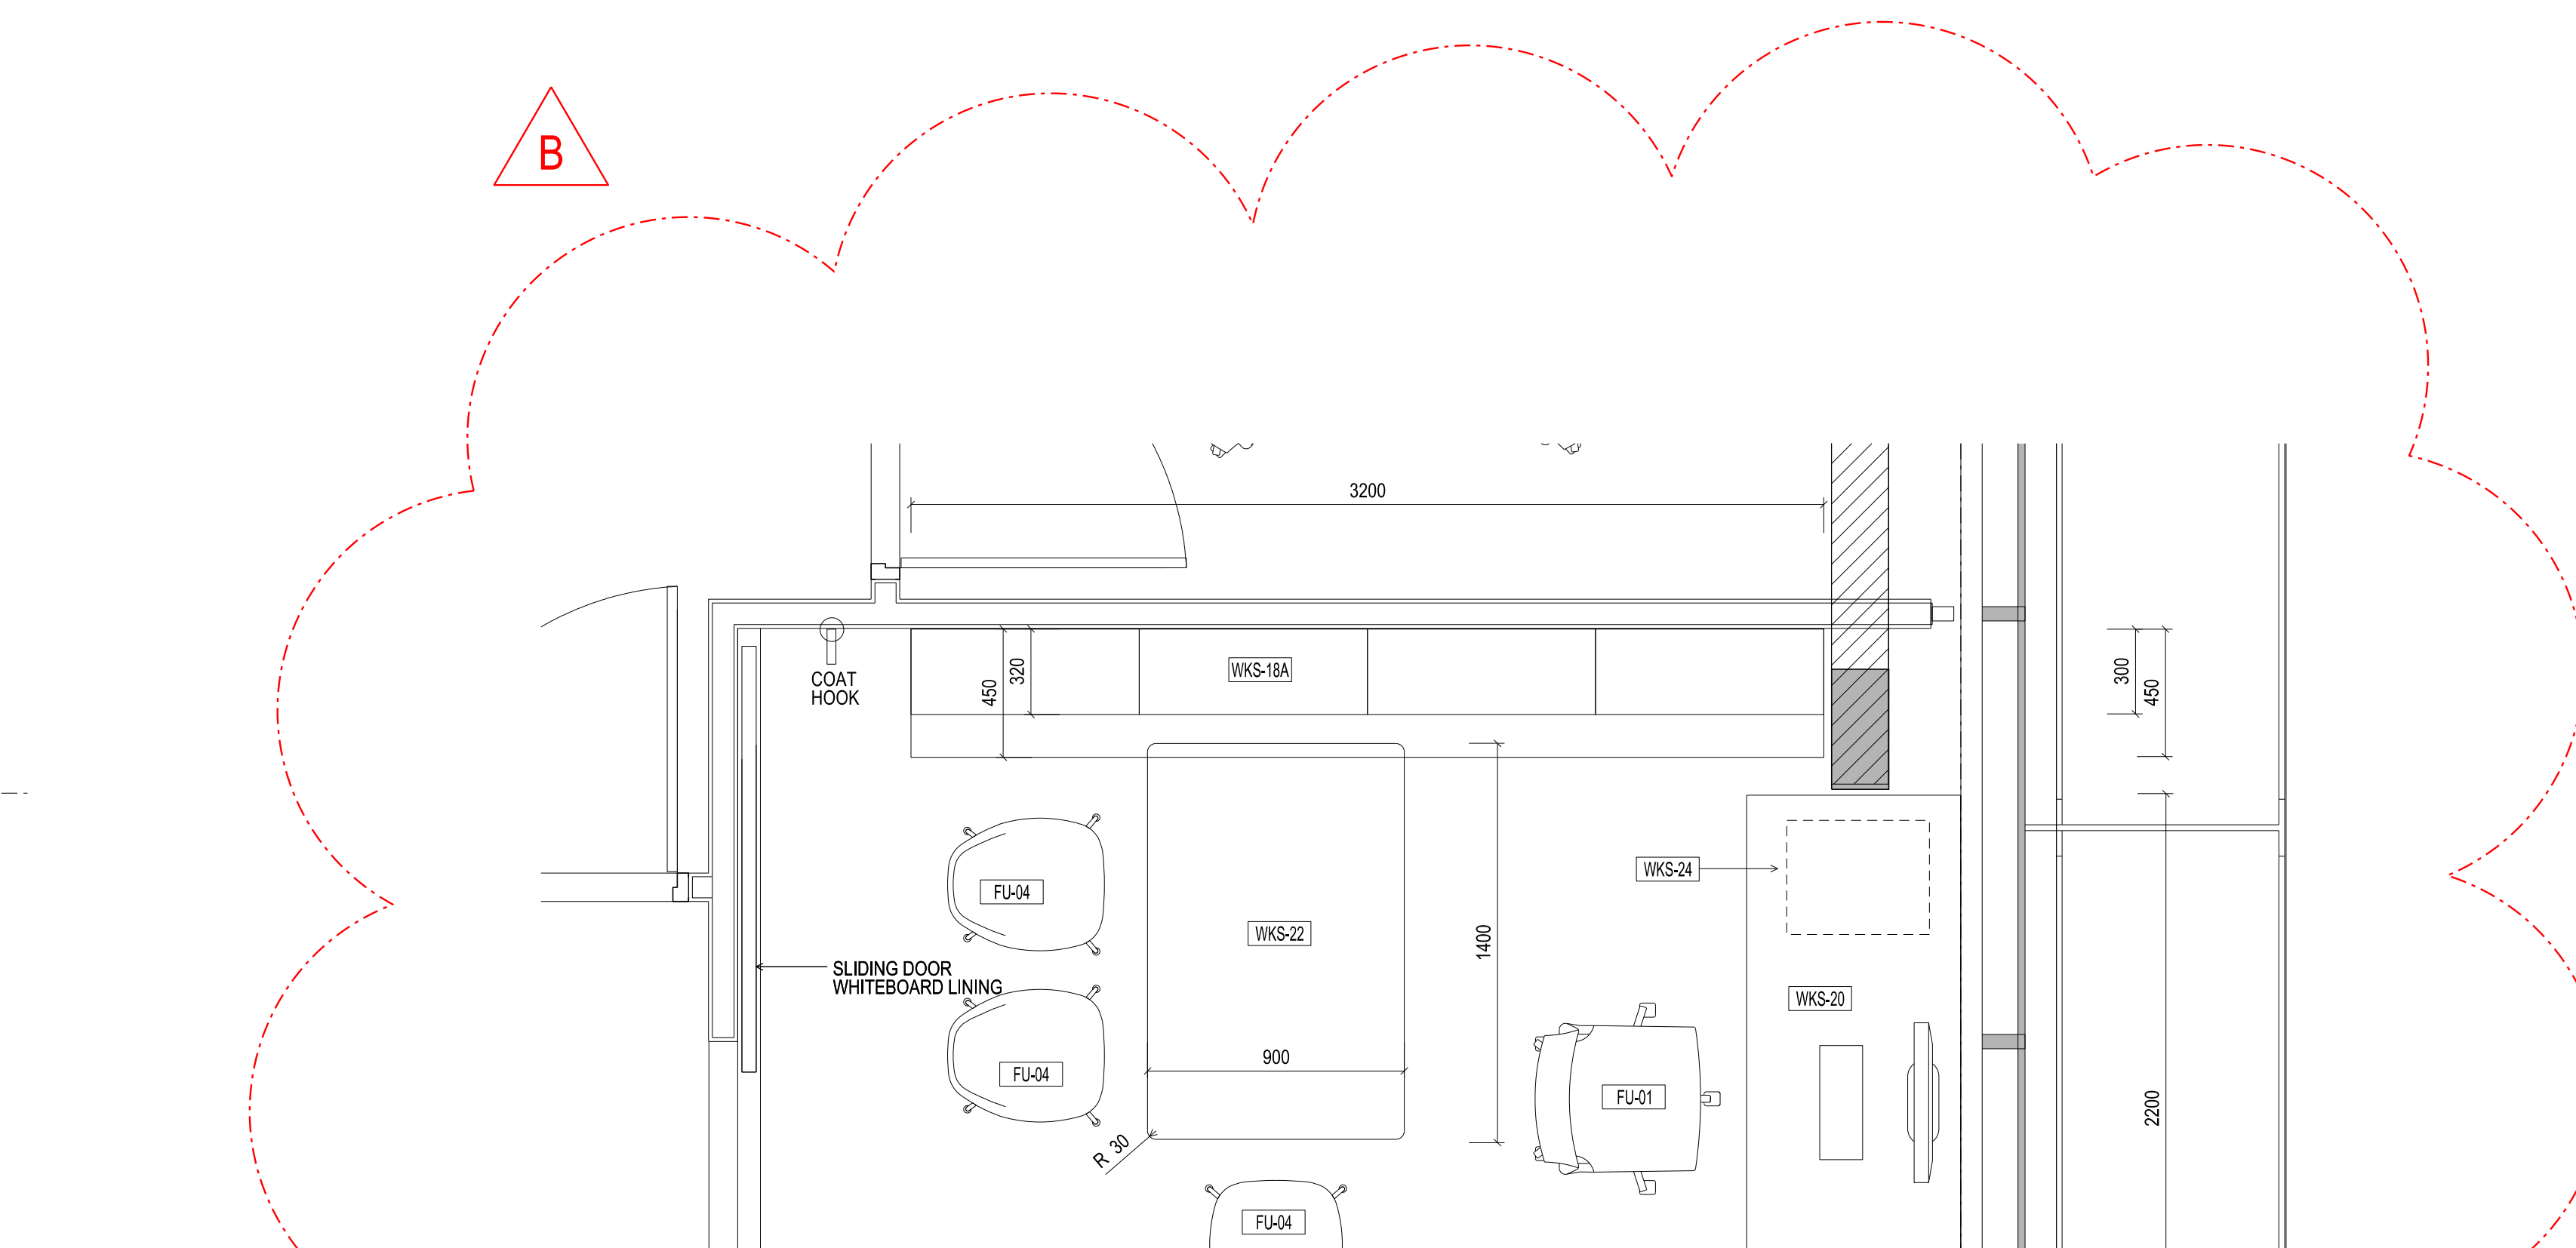 B
3200
COAT
HOOK
450
320
WKS-18A
300
450
WKS-24
FU-04
WKS-22
1400
SLIDING DOOR
WHITEBOARD LINING
WKS-20
900
FU-04
FU-01
2200
R 30
FU-04